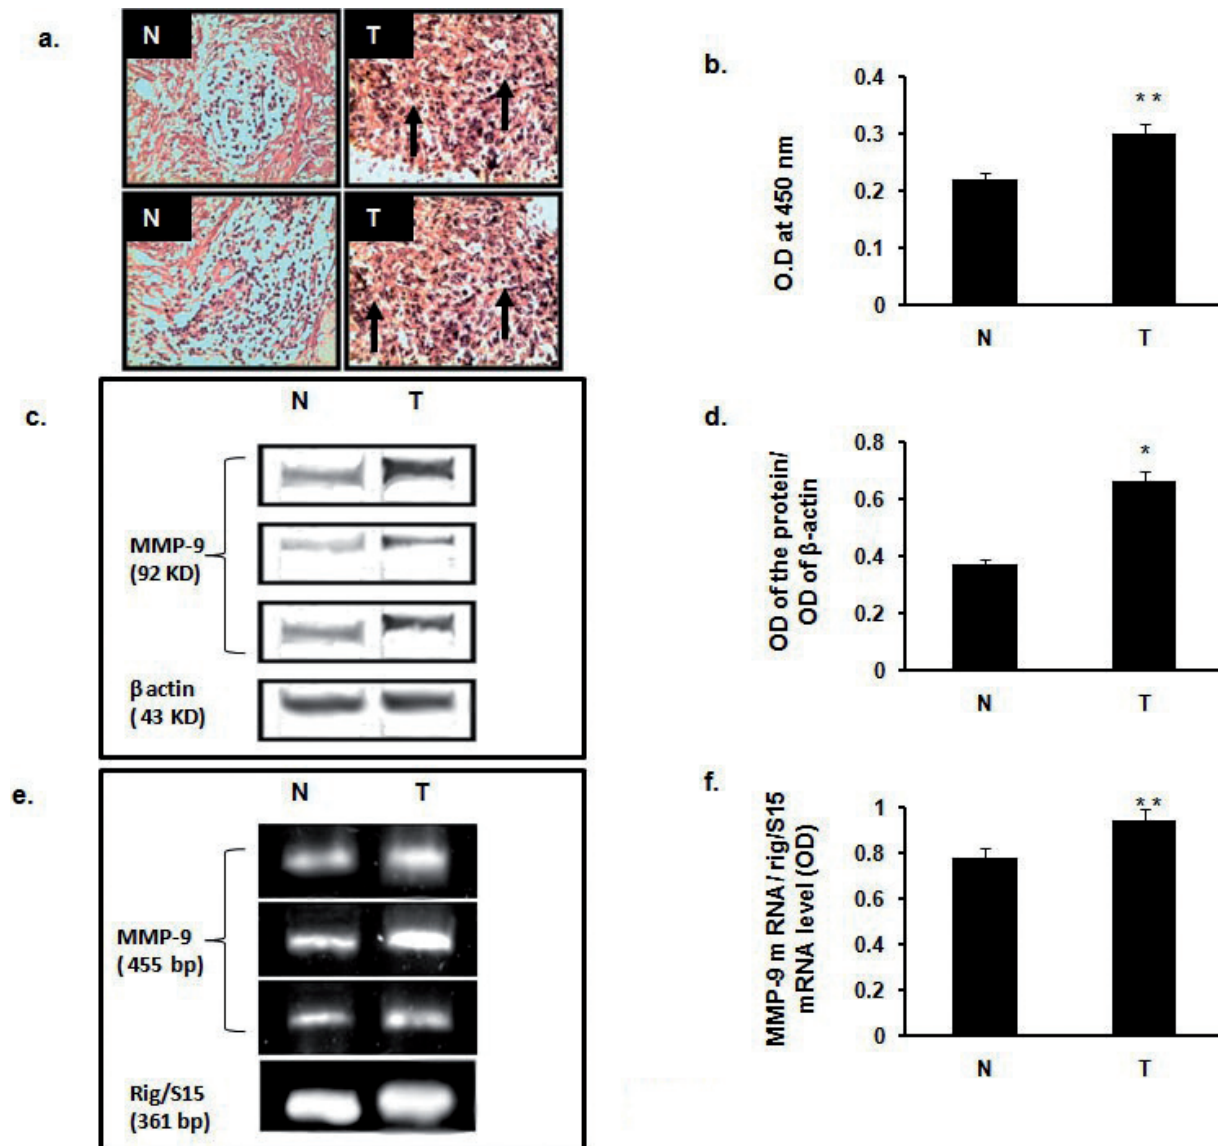 a.
N
T
N
T
b.
O.D at 450 nm
0.4
0.3
0.2
0.1
0
**
N
T
c.
N
T
MMP-9
(92 KD)
β actin
( 43 KD)
d.
OD of the protein/
OD of β-actin
0.8
0.6
0.4
0.2
0
*
N
T
e.
N
T
MMP-9
( 455 bp)
Rig/S15
(361 bp)
f.
MMP-9 m RNA/ rig/S15
mRNA level (OD)
1
0.8
0.6
0.4
0.2
0
**
N
T